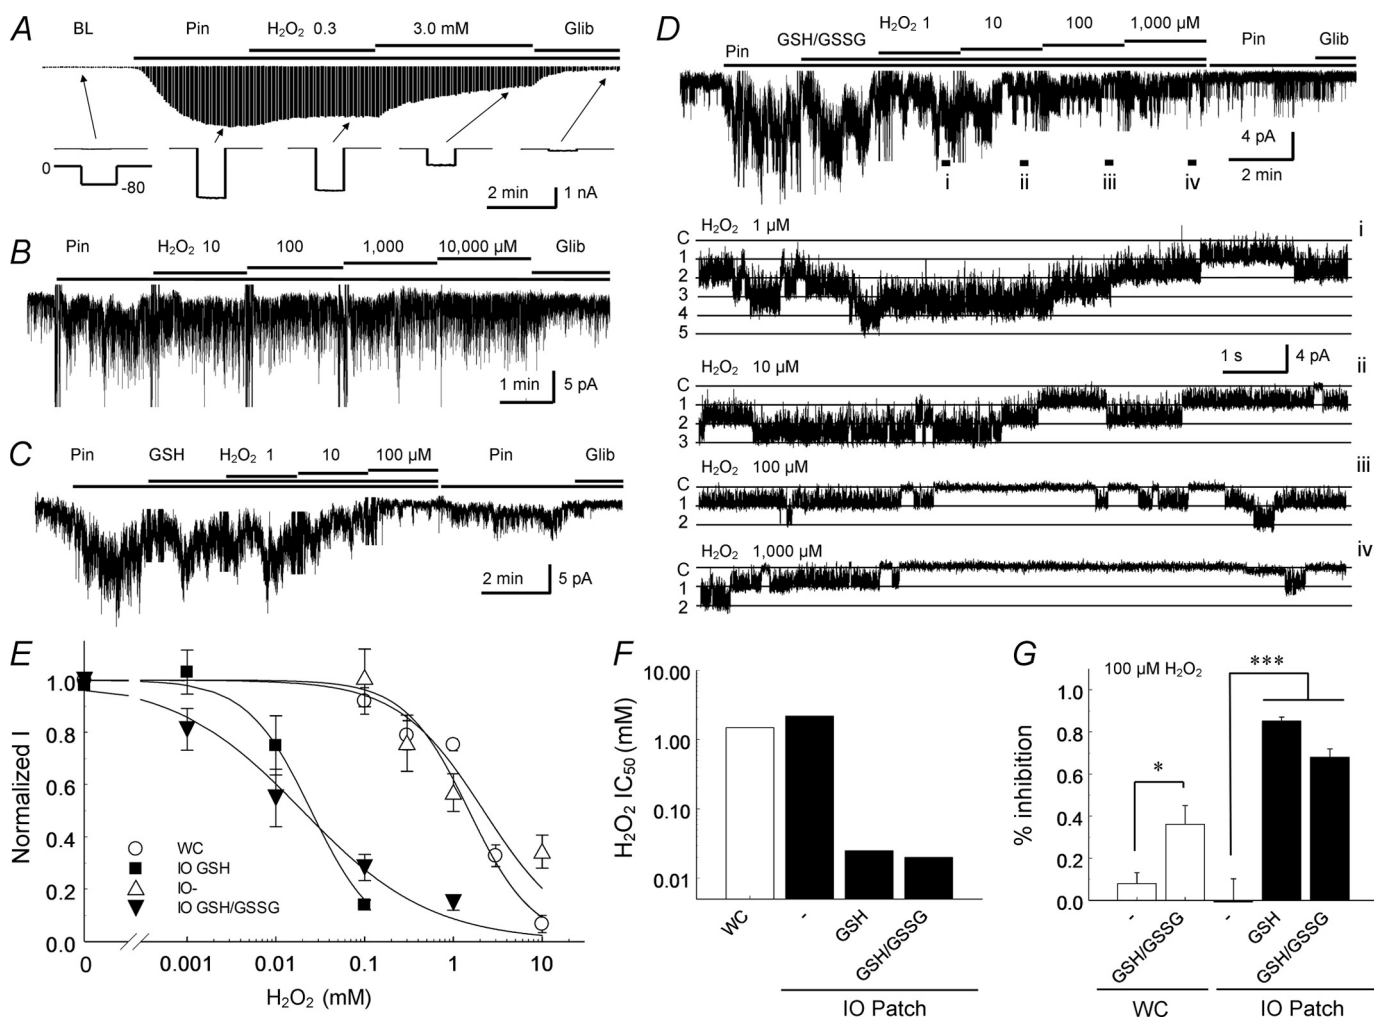 A
BL
Pin
H₂O₂ 0.3
3.0 mM
Glib
0
-80
2 min
1 nA
B
Pin
H₂O₂ 10
100
1,000
10,000 µM
Glib
1 min
5 pA
C
Pin
GSH
H₂O₂ 1
10
100 µM
Pin
Glib
2 min
5 pA
D
Pin
GSH/GSSG
H₂O₂ 1
10
100
1,000 µM
Pin
Glib
4 pA
2 min
i
ii
iii
iv
H₂O₂ 1 µM
i
C
1
2
3
4
5
1 s
4 pA
H₂O₂ 10 µM
ii
C
1
2
3
H₂O₂ 100 µM
iii
C
1
2
H₂O₂ 1,000 µM
iv
C
1
2
E
Normalized I
1.0
0.8
0.6
0.4
0.2
0.0
WC
IO GSH
IO-
IO GSH/GSSG
0
0.001
0.01
0.1
1
10
H₂O₂ (mM)
F
H₂O₂ IC₅₀ (mM)
10.00
1.00
0.10
0.01
WC
-
GSH
GSH/GSSG
IO Patch
G
100 µM H₂O₂
% inhibition
1.0
0.8
0.6
0.4
0.2
0.0
*
***
-
GSH/GSSG
-
GSH
GSH/GSSG
WC
IO Patch